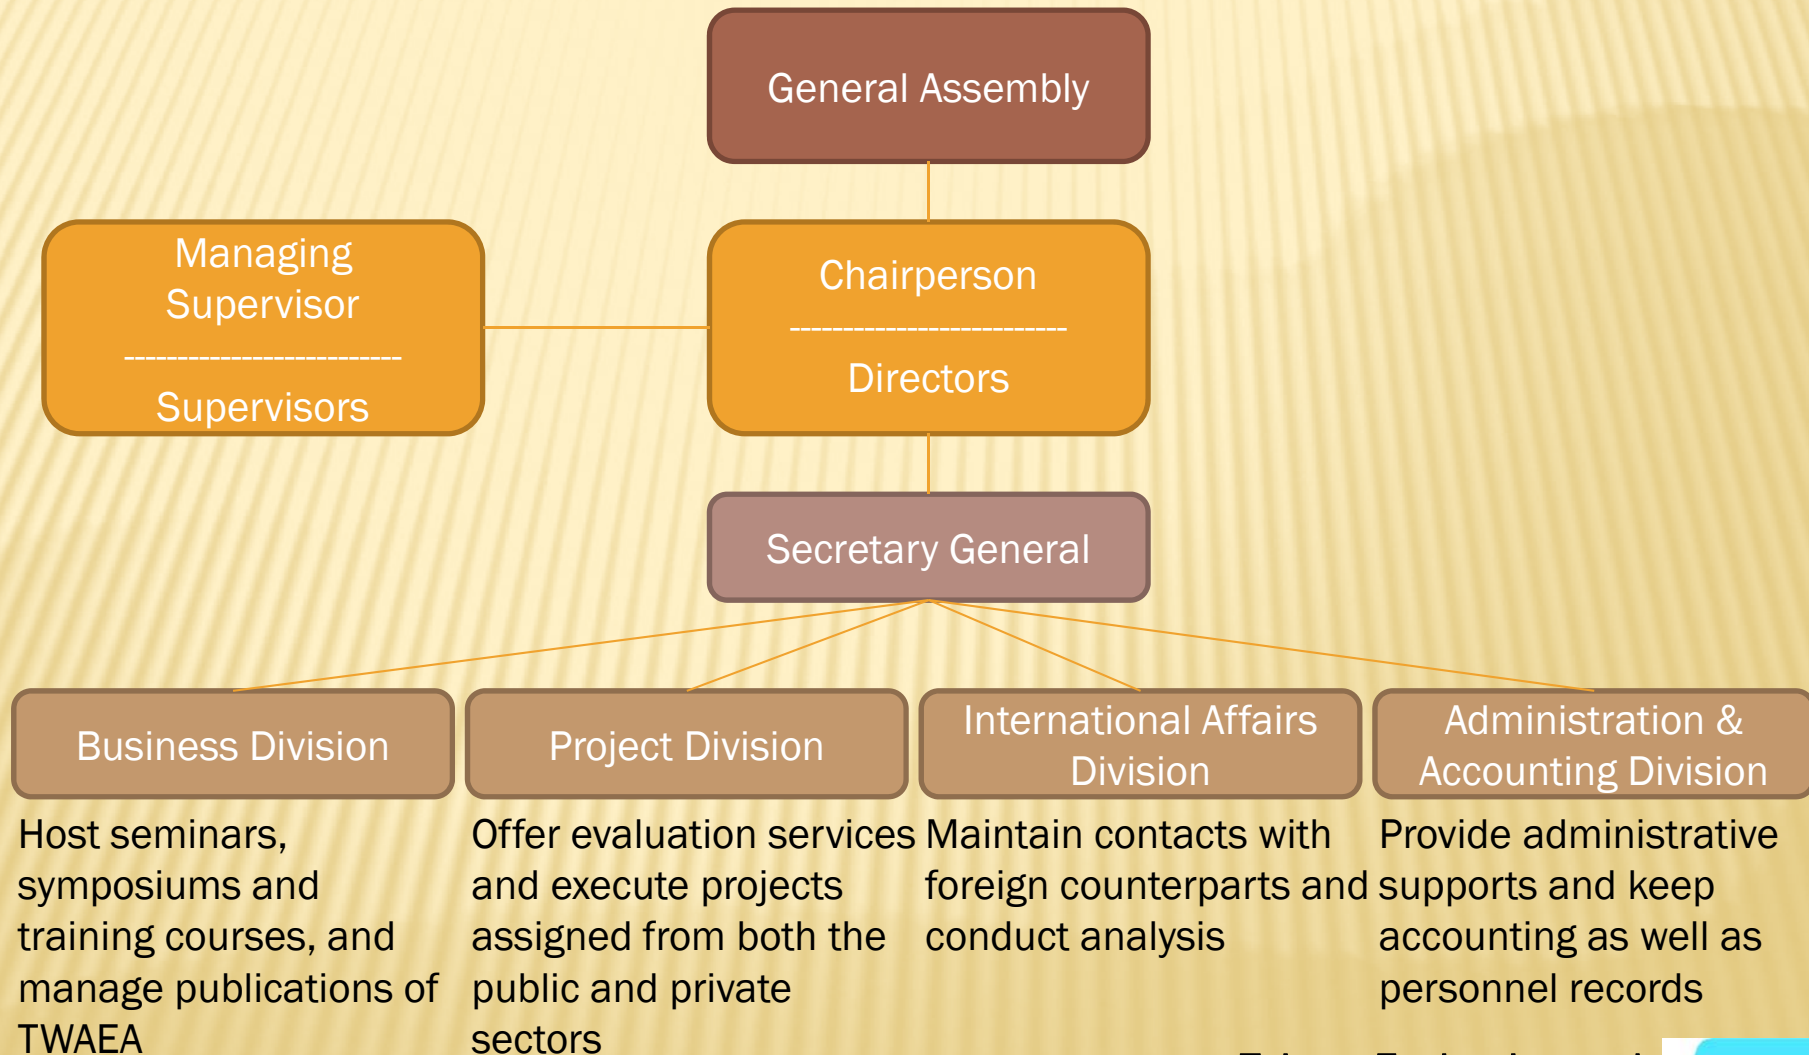 General Assembly
Managing
Supervisor
--------------------------
Supervisors
Chairperson
--------------------------
Directors
Secretary General
Business Division
Project Division
International Affairs
Division
Administration &
Accounting Division
Host seminars,
symposiums and
training courses, and
manage publications of
TWAEA
Offer evaluation services
and execute projects
assigned from both the
public and private
sectors
Maintain contacts with
foreign counterparts and
conduct analysis
Provide administrative
supports and keep
accounting as well as
personnel records